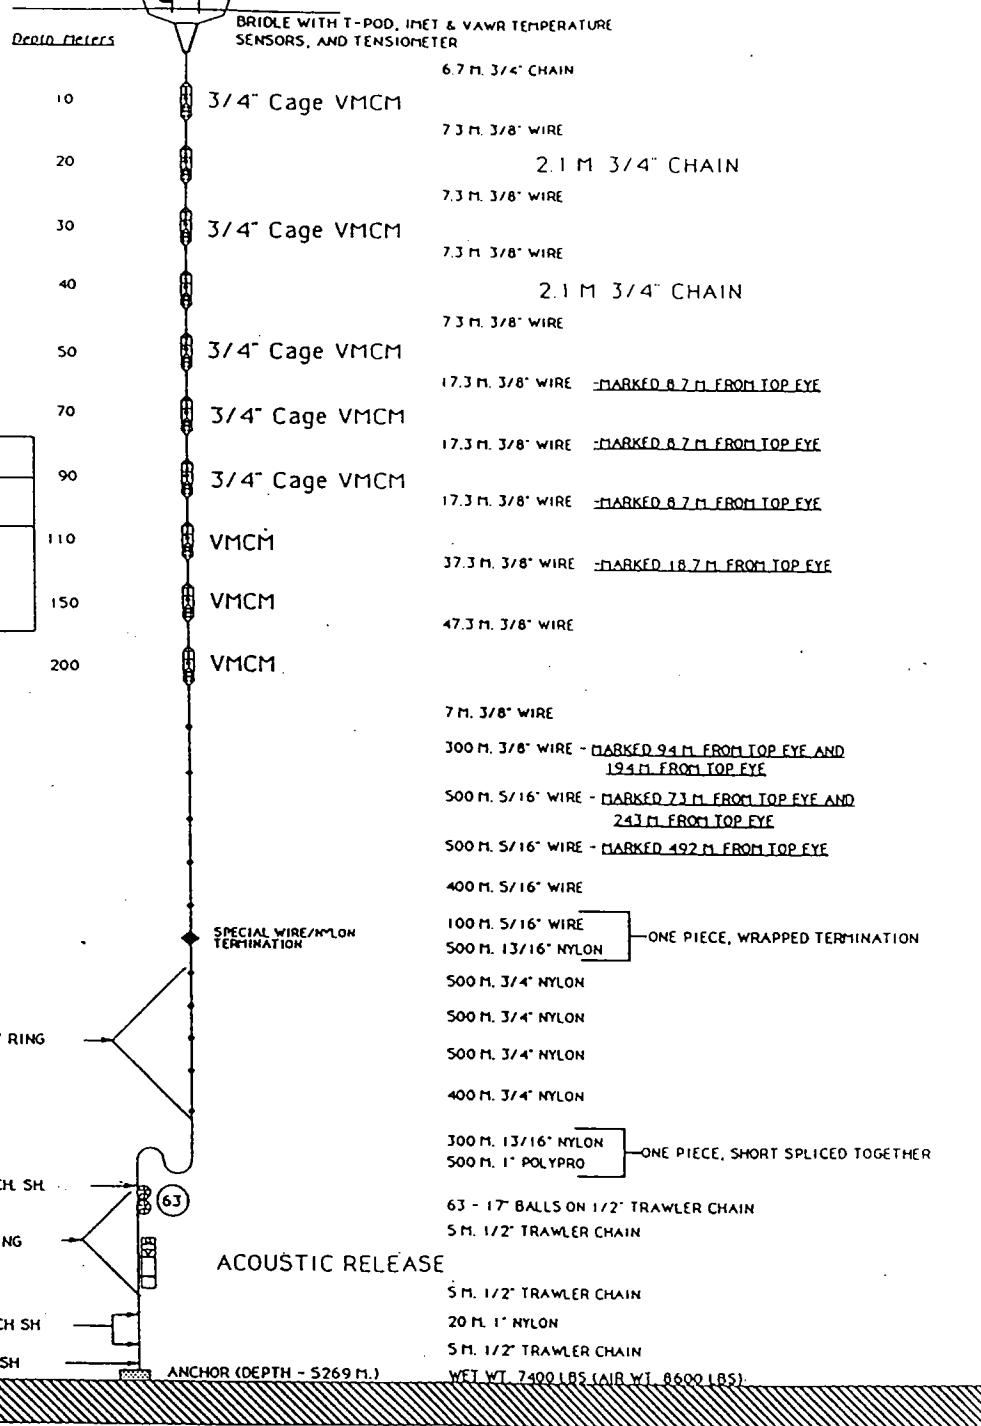 BRIDLE WITH T-POD, IMET & VAWR TEMPERATURE
SENSORS, AND TENSIOMETER
Depth Meters
6.7 M. 3/4" CHAIN
10 3/4" Cage VMCM
7.3 M. 3/8" WIRE
20 2.1 M 3/4" CHAIN
7.3 M. 3/8" WIRE
30 3/4" Cage VMCM
7.3 M 3/8" WIRE
40 2.1 M 3/4" CHAIN
7.3 M. 3/8" WIRE
50 3/4" Cage VMCM
17.3 M. 3/8" WIRE -MARKED 8.7 M FROM TOP EYE
70 3/4" Cage VMCM
17.3 M. 3/8" WIRE -MARKED 8.7 M FROM TOP EYE
90 3/4" Cage VMCM
17.3 M. 3/8" WIRE -MARKED 8.7 M FROM TOP EYE
110 VMCM
37.3 M. 3/8" WIRE -MARKED 18.7 M FROM TOP EYE
150 VMCM
47.3 M. 3/8" WIRE
200 VMCM
7 M. 3/8" WIRE
300 M. 3/8" WIRE - MARKED 94 M FROM TOP EYE AND
194 M FROM TOP EYE
500 M. 5/16" WIRE - MARKED 73 M FROM TOP EYE AND
243 M FROM TOP EYE
500 M. 5/16" WIRE - MARKED 492 M FROM TOP EYE
400 M. 5/16" WIRE
100 M. 5/16" WIRE
SPECIAL WIRE/NYLON
TERMINATION
ONE PIECE, WRAPPED TERMINATION
500 M. 13/16" NYLON
500 M. 3/4" NYLON
500 M. 3/4" NYLON
RING
500 M. 3/4" NYLON
400 M. 3/4" NYLON
300 M. 13/16" NYLON
ONE PIECE, SHORT SPLICED TOGETHER
500 M. 1" POLYPRO
CH. SH.
63
63 - 17" BALLS ON 1/2" TRAWLER CHAIN
5 M. 1/2" TRAWLER CHAIN
NG
ACOUSTIC RELEASE
5 M. 1/2" TRAWLER CHAIN
CH SH
20 M. 1" NYLON
5 M. 1/2" TRAWLER CHAIN
SH
ANCHOR (DEPTH - 5269 M.)
WET WT. 7400 LBS (AIR WT. 8600 LBS)